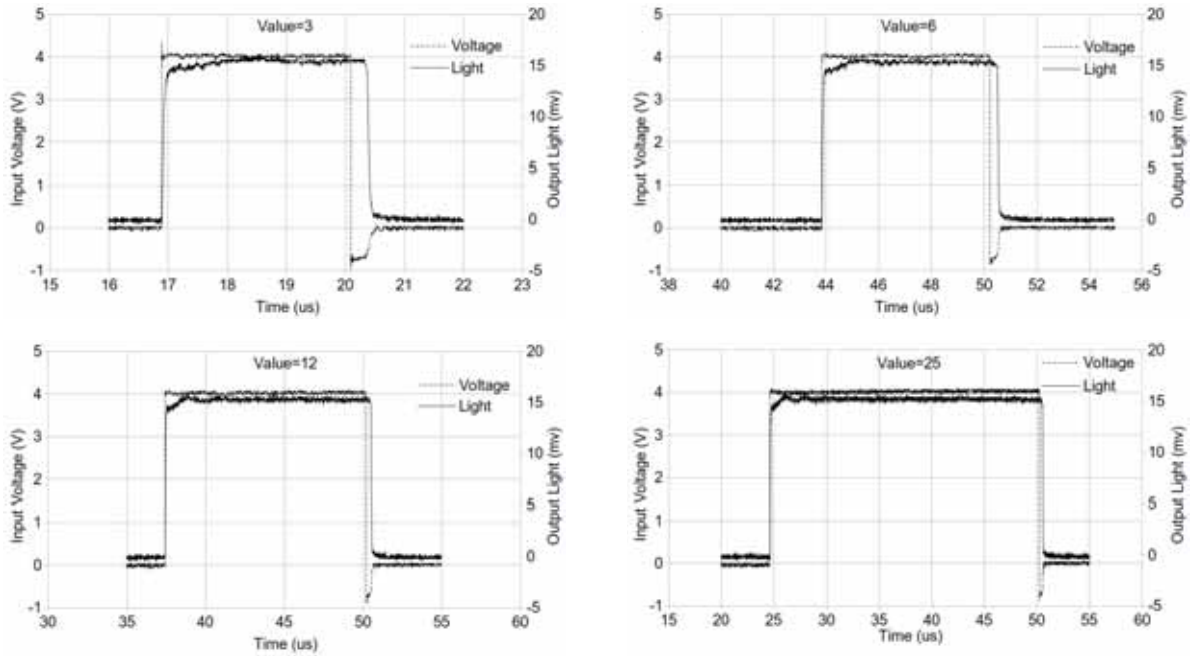 Value=3
Voltage
Light
Input Voltage (V)
5
4
3
2
1
0
-1
Output Light (mv)
20
15
10
5
0
-5
15 16 17 18 19 20 21 22 23
Time (us)
Value=6
Voltage
Light
Input Voltage (V)
5
4
3
2
1
0
-1
Output Light (mv)
20
15
10
5
0
-5
38 40 42 44 46 48 50 52 54 56
Time (us)
Value=12
Voltage
Light
Input Voltage (V)
5
4
3
2
1
0
-1
Output Light (mv)
20
15
10
5
0
-5
30 35 40 45 50 55 60
Time (us)
Value=25
Voltage
Light
Input Voltage (V)
5
4
3
2
1
0
-1
Output Light (mv)
20
15
10
5
0
-5
15 20 25 30 35 40 45 50 55 60
Time (us)